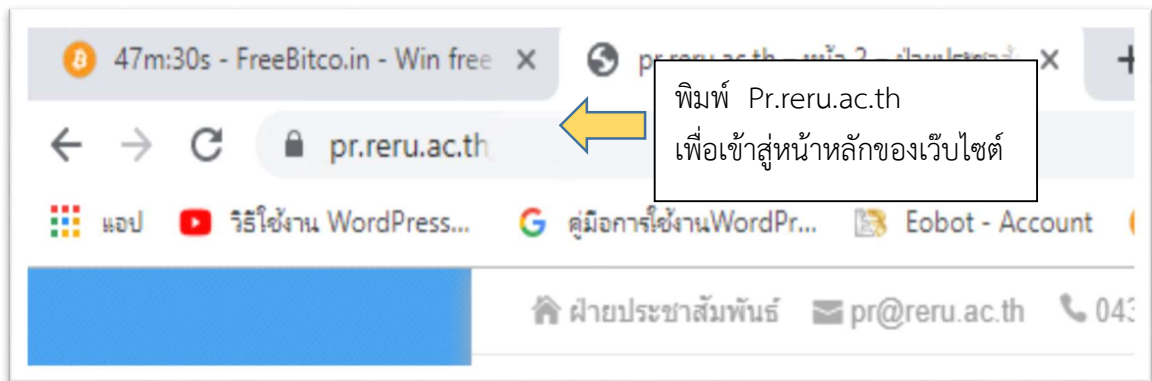 47m:30s - FreeBitco.in - Win free
พิมพ์ Pr.reru.ac.th
เพื่อเข้าสู่หน้าหลักของเว็บไซต์
pr.reru.ac.th
แอป วิธีใช้งาน WordPress... คู่มือการใช้งานWordPr... Eobot - Account
ฝ่ายประชาสัมพันธ์ pr@reru.ac.th 043